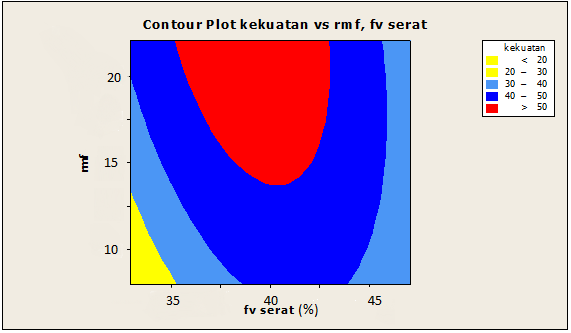 Contour Plot kekuatan vs rmf, fv serat
kekuatan
< 20
20 – 30
30 – 40
40 – 50
> 50
20
15
10
rmf
35 40 45
fv serat (%)